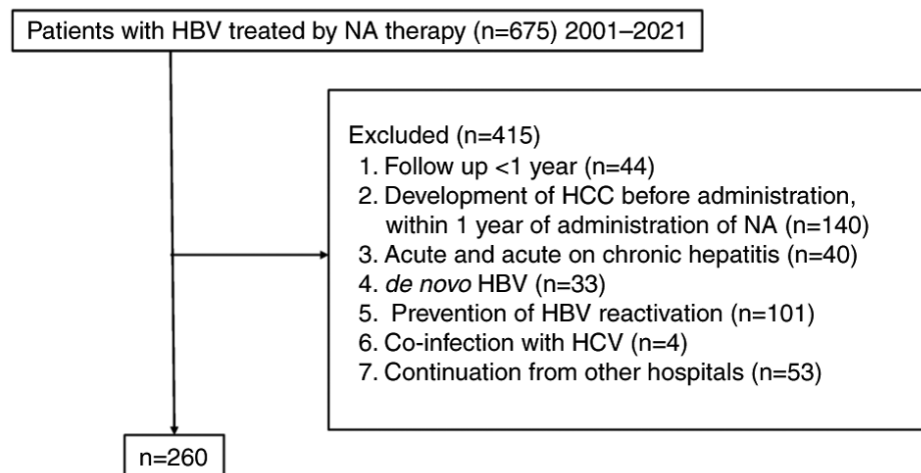 Patients with HBV treated by NA therapy (n=675) 2001–2021
Excluded (n=415)
1. Follow up <1 year (n=44)
2. Development of HCC before administration,
within 1 year of administration of NA (n=140)
3. Acute and acute on chronic hepatitis (n=40)
4. de novo HBV (n=33)
5. Prevention of HBV reactivation (n=101)
6. Co-infection with HCV (n=4)
7. Continuation from other hospitals (n=53)
n=260